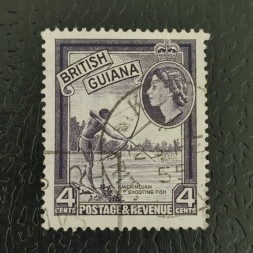 BRITISH
GUIANA
AMERINDIAN
SHOOTING FISH
4 4
CENTS POSTAGE & REVENUE CENTS